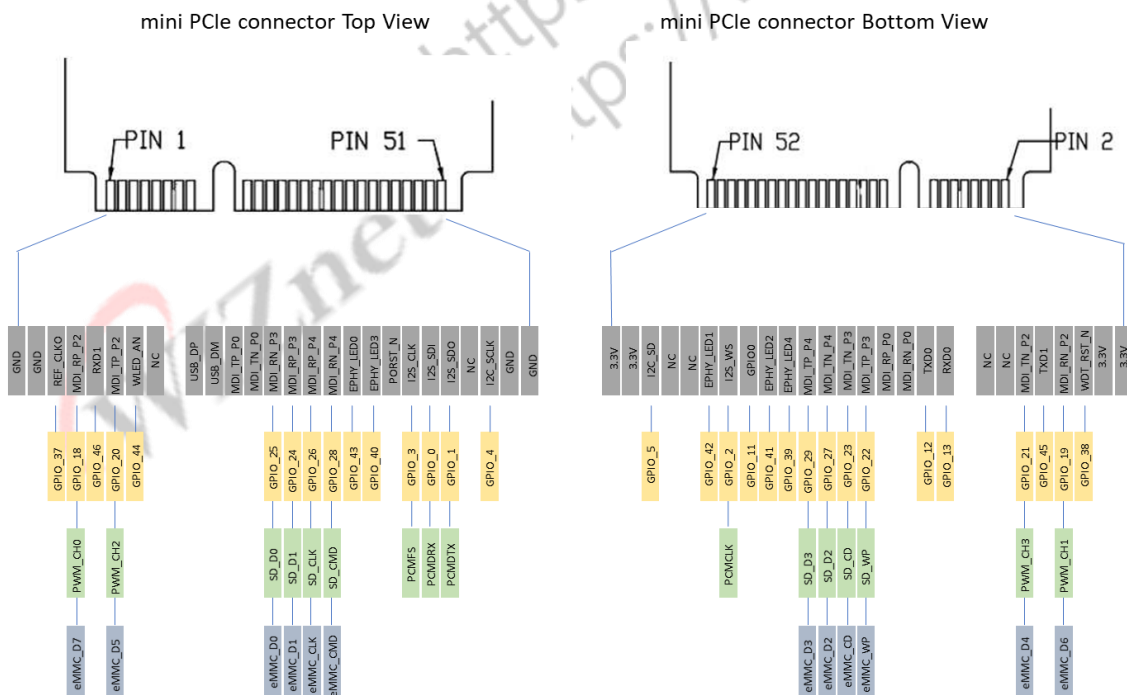 mini PCIe connector Top View
mini PCIe connector Bottom View
http
https://
WIZnet
PIN 1
PIN 51
PIN 52
PIN 2
GND
GND
REF_CLKO
MDI_RP_P2
RXD1
MDI_TP_P2
WLED_AN
NC
USB_DP
USB_DM
MDI_TP_P0
MDI_TN_P0
MDI_RN_P3
MDI_RP_P3
MDI_RP_P4
MDI_RN_P4
EPHY_LED0
EPHY_LED3
PORST_N
I2S_CLK
I2S_SDI
I2S_SDO
NC
I2C_SCLK
GND
GND
3.3V
3.3V
I2C_SD
NC
NC
EPHY_LED1
I2S_WS
GPIO0
EPHY_LED2
EPHY_LED4
MDI_TP_P4
MDI_TN_P4
MDI_TN_P3
MDI_TP_P3
MDI_RP_P0
MDI_RN_P0
TXD0
RXD0
NC
NC
MDI_TN_P2
TXD1
MDI_RN_P2
WDT_RST_N
3.3V
3.3V
GPIO_37
GPIO_18
GPIO_46
GPIO_20
GPIO_44
GPIO_25
GPIO_24
GPIO_26
GPIO_28
GPIO_43
GPIO_40
GPIO_3
GPIO_0
GPIO_1
GPIO_4
GPIO_5
GPIO_42
GPIO_2
GPIO_11
GPIO_41
GPIO_39
GPIO_29
GPIO_27
GPIO_23
GPIO_22
GPIO_12
GPIO_13
GPIO_21
GPIO_45
GPIO_19
GPIO_38
PWM_CH0
PWM_CH2
SD_D0
SD_D1
SD_CLK
SD_CMD
PCMFS
PCMDRX
PCMDTX
PCMCLK
SD_D3
SD_D2
SD_CD
SD_WP
PWM_CH3
PWM_CH1
eMMC_D7
eMMC_D5
eMMC_D0
eMMC_D1
eMMC_CLK
eMMC_CMD
eMMC_D3
eMMC_D2
eMMC_CD
eMMC_WP
eMMC_D4
eMMC_D6